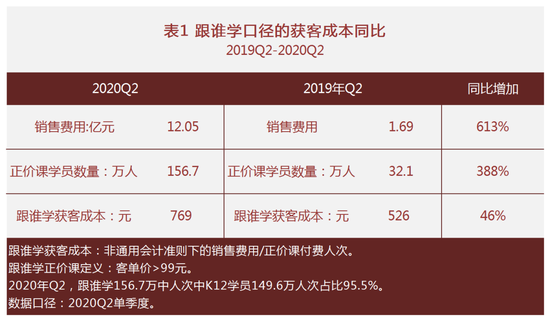 表1 跟谁学口径的获客成本同比
2019Q2-2020Q2
2020Q2 2019年Q2 同比增加
销售费用:亿元 12.05 销售费用 1.69 613%
正价课学员数量：万人 156.7 正价课学员数量：万人 32.1 388%
跟谁学获客成本：元 769 跟谁学获客成本：元 526 46%
跟谁学获客成本：非通用会计准则下的销售费用/正价课付费人次。
跟谁学正价课定义：客单价>99元。
2020年Q2，跟谁学156.7万中人次中K12学员149.6万人次占比95.5%。
数据口径：2020Q2单季度。